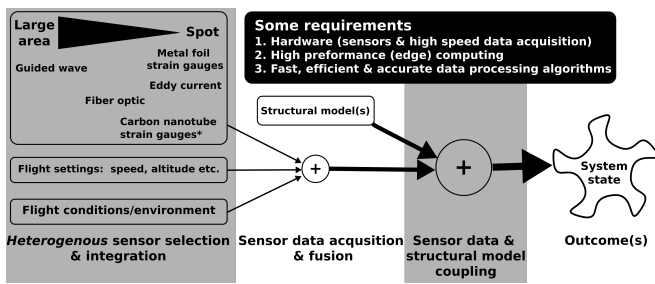 Large
area
Spot
Metal foil
strain gauges
Guided wave
Eddy current
Fiber optic
Carbon nanotube
strain gauges*
Some requirements
1. Hardware (sensors & high speed data acquisition)
2. High preformance (edge) computing
3. Fast, efficient & accurate data processing algorithms
Structural model(s)
Flight settings: speed, altitude etc.
+
+
System
state
Flight conditions/environment
Heterogenous sensor selection
& integration
Sensor data acqusition
& fusion
Sensor data &
structural model
coupling
Outcome(s)